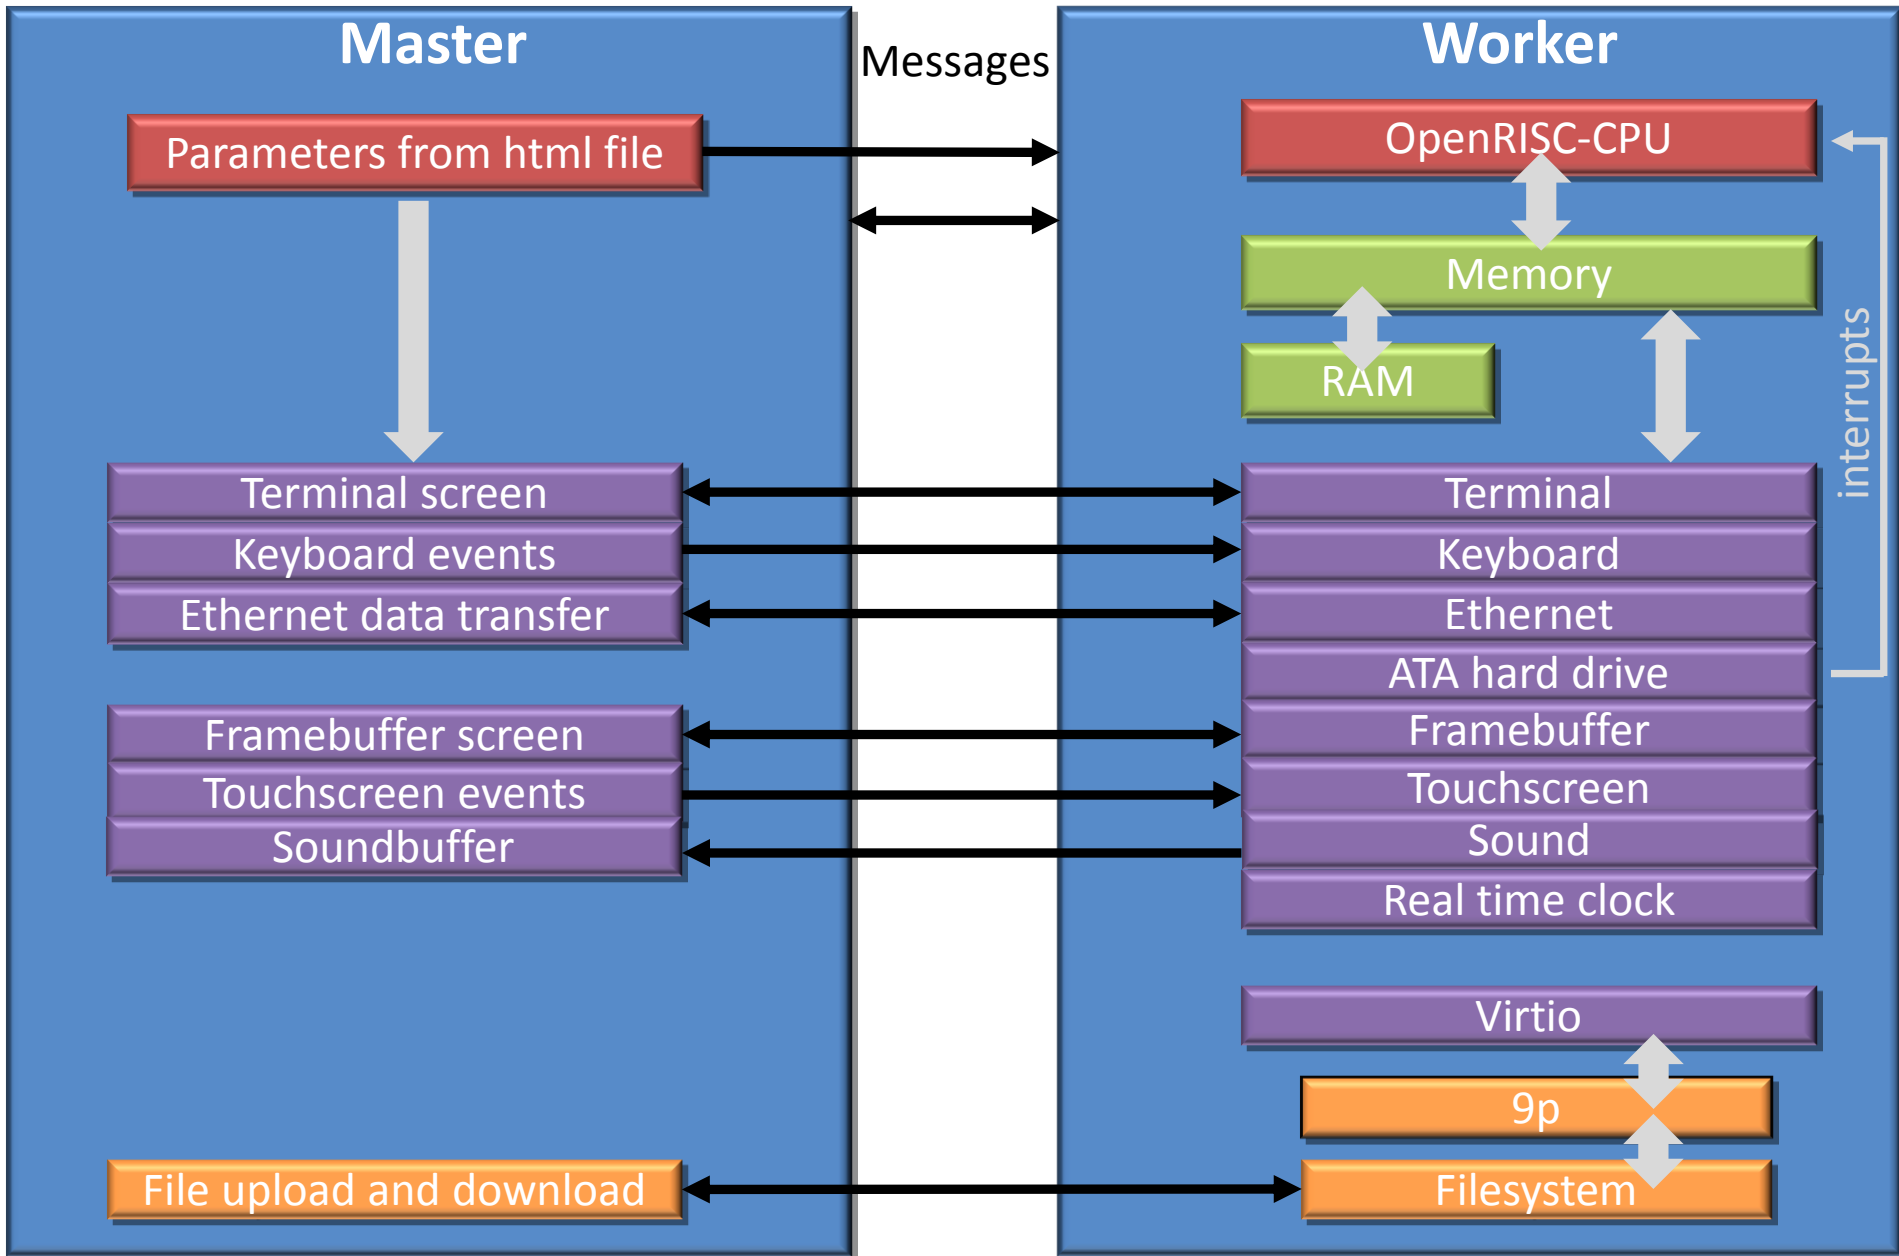 Master
Messages
Worker
Parameters from html file
OpenRISC-CPU
Memory
RAM
interrupts
Terminal screen
Keyboard events
Ethernet data transfer
Framebuffer screen
Touchscreen events
Soundbuffer
Terminal
Keyboard
Ethernet
ATA hard drive
Framebuffer
Touchscreen
Sound
Real time clock
Virtio
9p
File upload and download
Filesystem